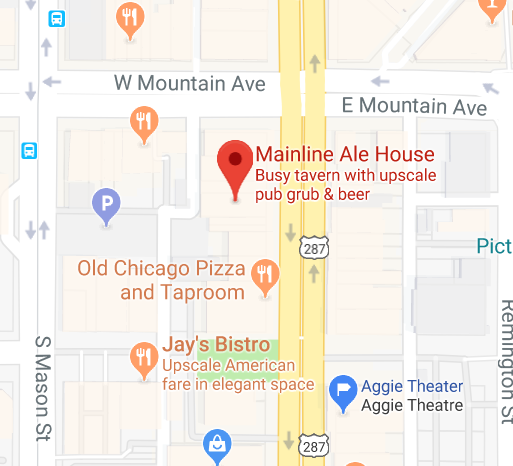 W Mountain Ave
E Mountain Ave
Mainline Ale House
Busy tavern with upscale
pub grub & beer
P
287
Pict
Old Chicago Pizza
and Taproom
Jay's Bistro
Upscale American
fare in elegant space
Aggie Theater
Aggie Theatre
S Mason St
Remington St
287